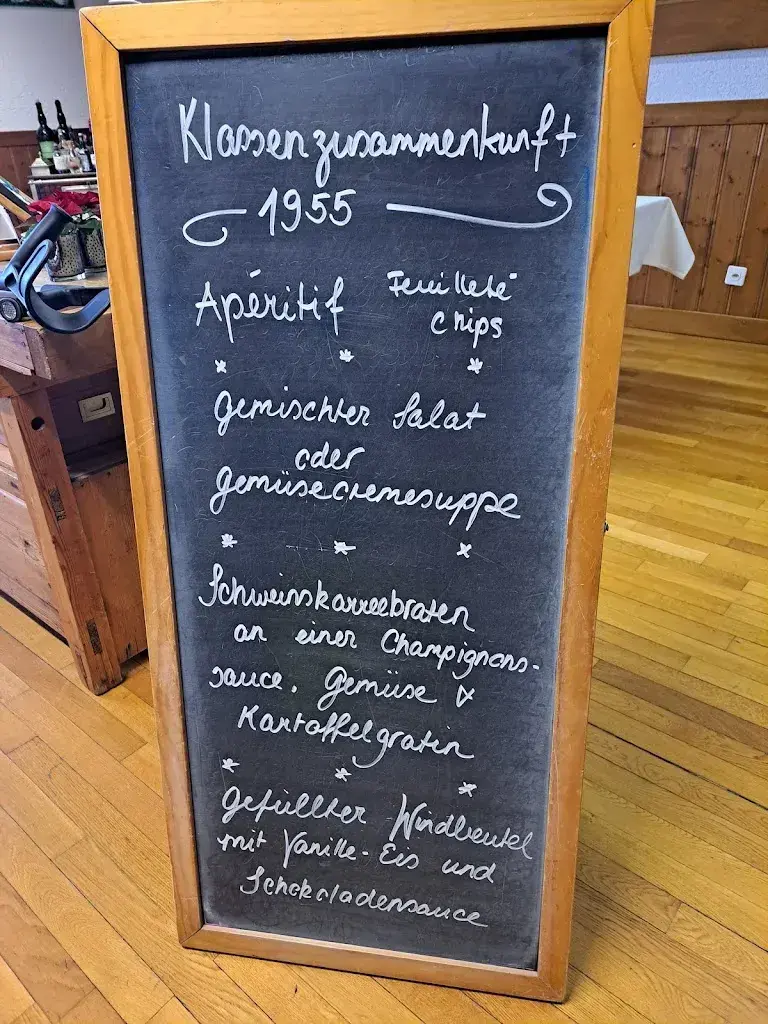 Klassenzusammenkunft
1955
Apéritif Feuilleté
chips
Gemischter Salat
oder
Gemüsecremesuppe
Schweinskarreebraten
an einer Champignons-
sauce. Gemüse &
Kartoffelgratin
Gefüllter Windbeutel
mit Vanille-Eis und
Schokoladensauce